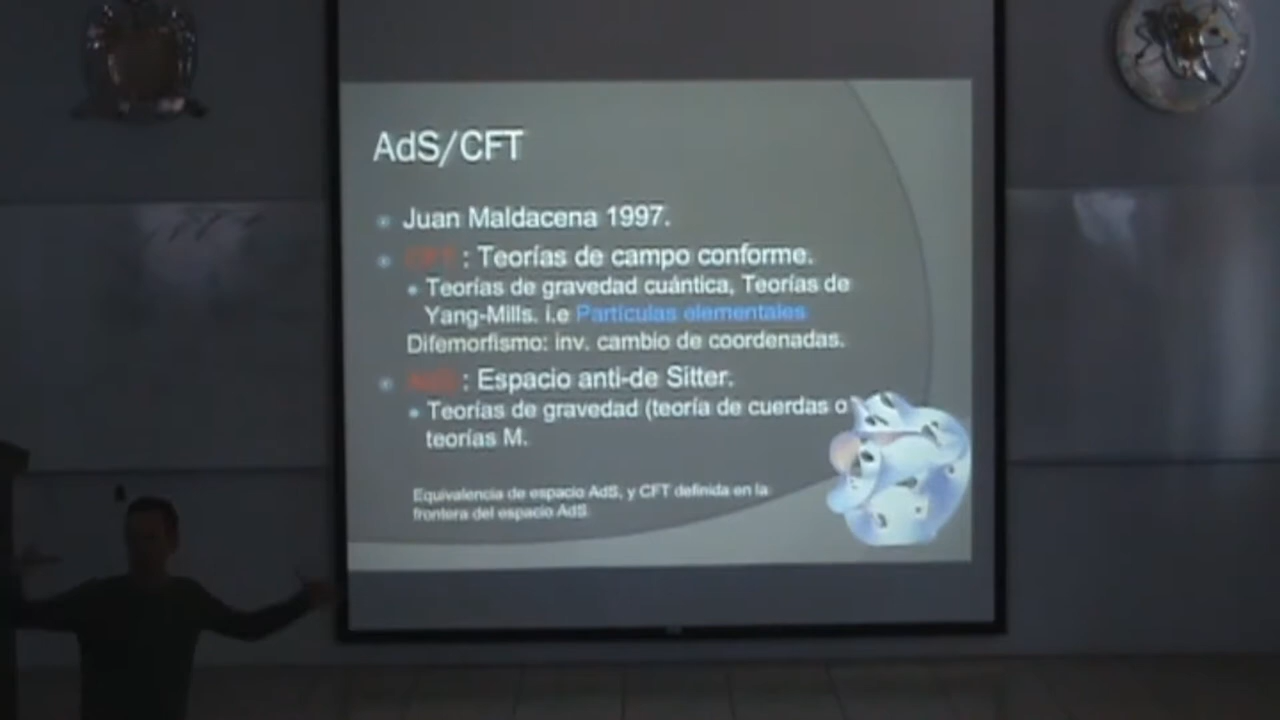 AdS/CFT
Juan Maldacena 1997.
CFT : Teorías de campo conforme.
Teorías de gravedad cuántica, Teorías de
Yang-Mills. i.e Partículas elementales
Difemorfismo: inv. cambio de coordenadas.
AdS : Espacio anti-de Sitter.
Teorías de gravedad (teoría de cuerdas o
teorías M.
Equivalencia de espacio AdS, y CFT definida en la
frontera del espacio AdS